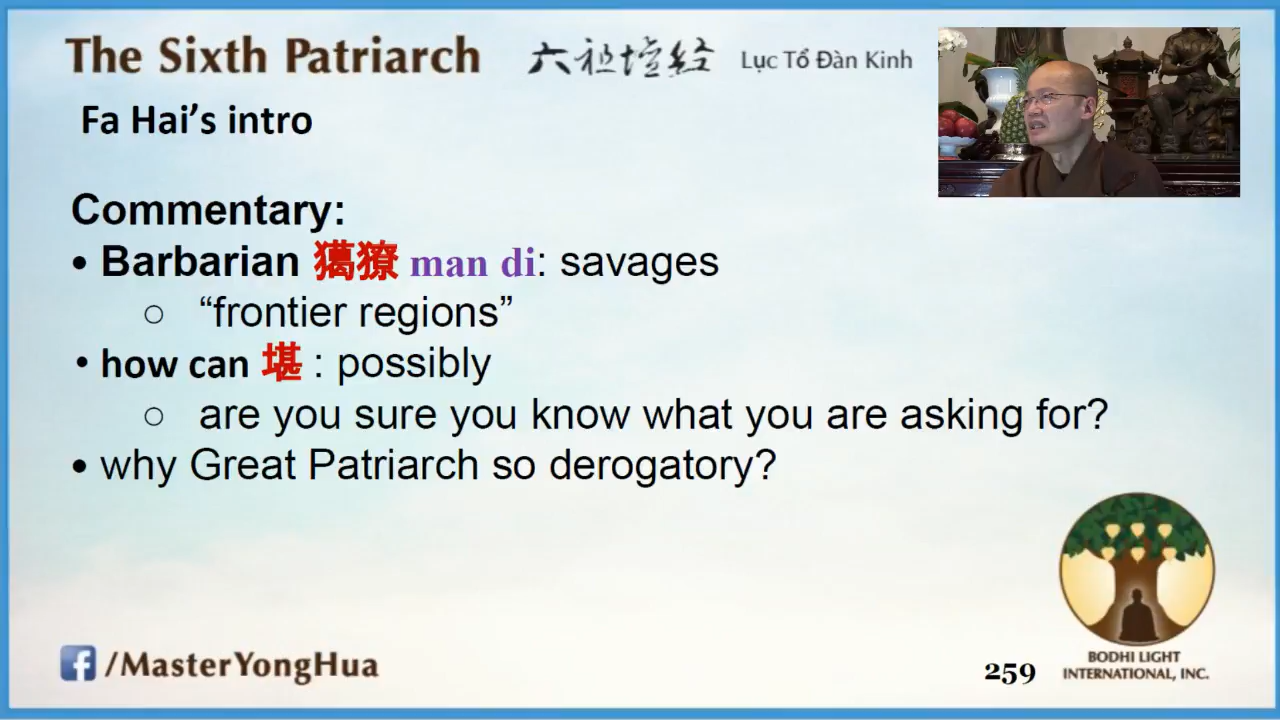 The Sixth Patriarch 六祖壇经 Lục Tổ Đàn Kinh
Fa Hai's intro
Commentary:
• Barbarian 獦獠 man di: savages
○ “frontier regions”
• how can 堪 : possibly
○ are you sure you know what you are asking for?
• why Great Patriarch so derogatory?
BODHI LIGHT
INTERNATIONAL, INC.
f /MasterYongHua
259